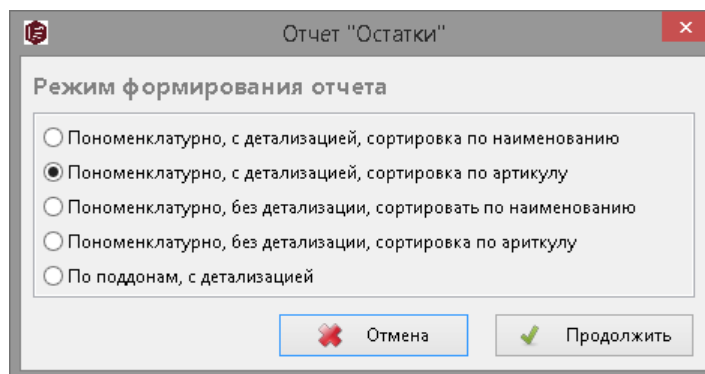 Отчет "Остатки"
Режим формирования отчета
Пономенклатурно, с детализацией, сортировка по наименованию
Пономенклатурно, с детализацией, сортировка по артикулу
Пономенклатурно, без детализации, сортировать по наименованию
Пономенклатурно, без детализации, сортировка по ариткулу
По поддонам, с детализацией
Отмена
Продолжить